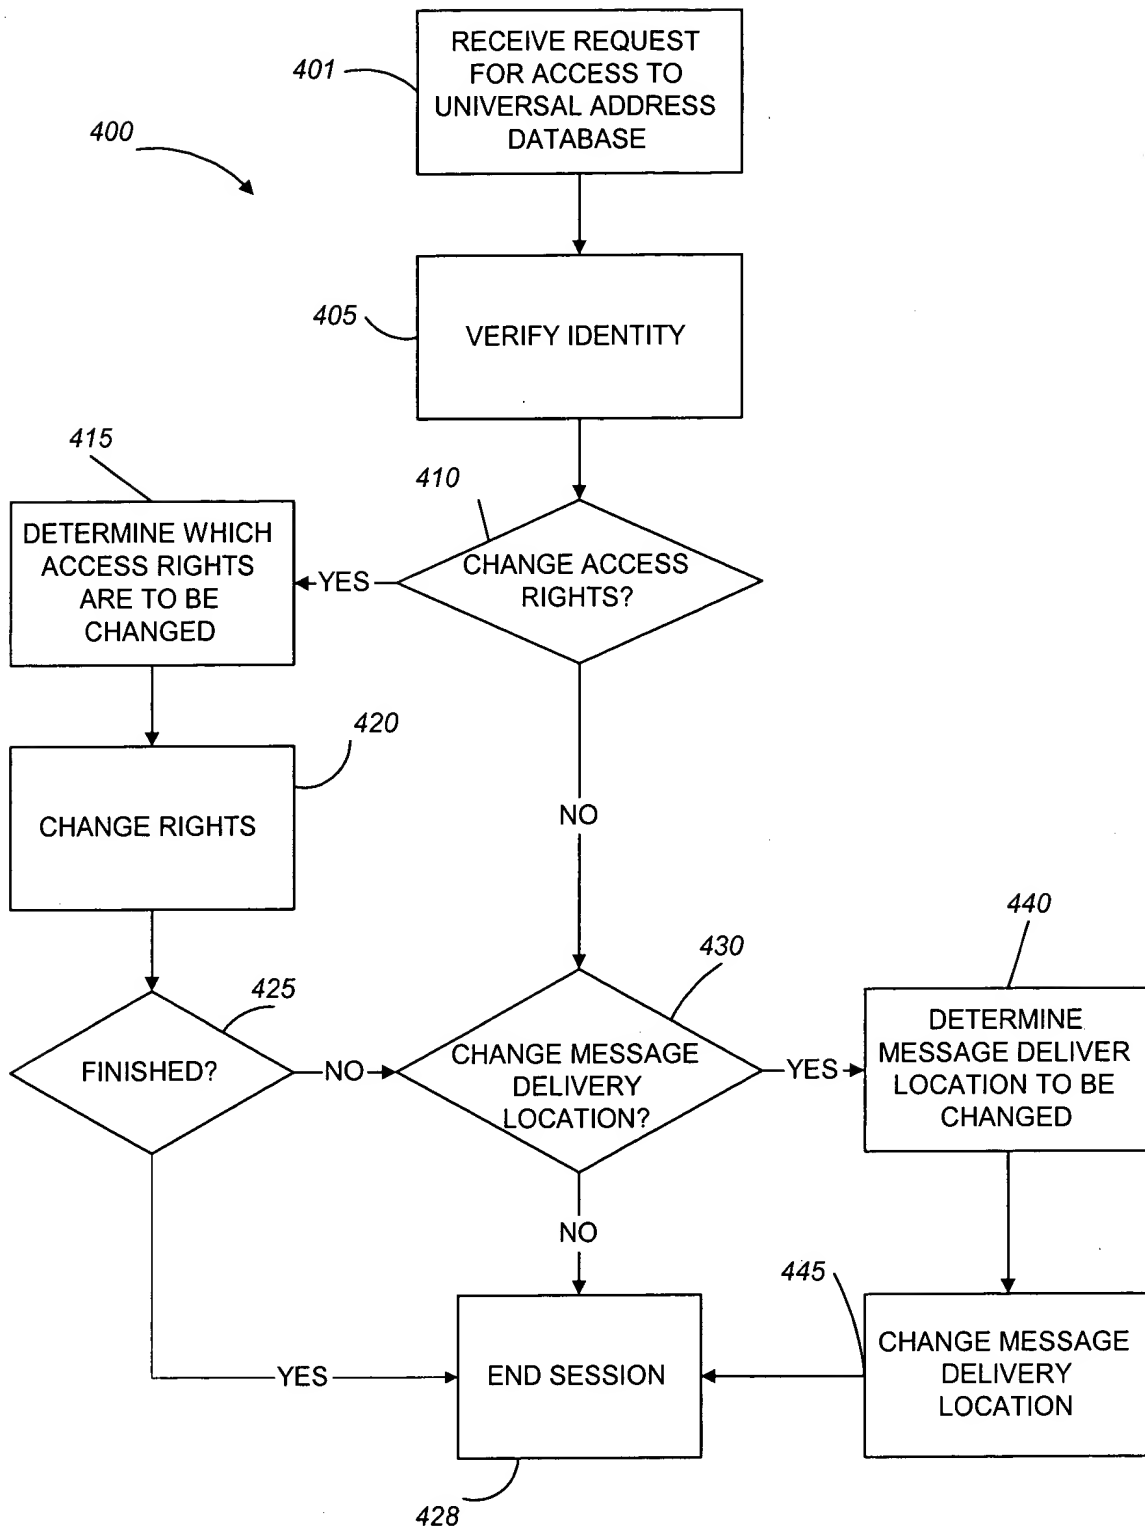 401
RECEIVE REQUEST
FOR ACCESS TO
UNIVERSAL ADDRESS
DATABASE
400
405
VERIFY IDENTITY
415
410
DETERMINE WHICH
ACCESS RIGHTS
ARE TO BE
CHANGED
YES
CHANGE ACCESS
RIGHTS?
420
CHANGE RIGHTS
NO
440
430
425
FINISHED?
NO
CHANGE MESSAGE
DELIVERY
LOCATION?
YES
DETERMINE
MESSAGE DELIVER
LOCATION TO BE
CHANGED
NO
445
YES
END SESSION
CHANGE MESSAGE
DELIVERY
LOCATION
428